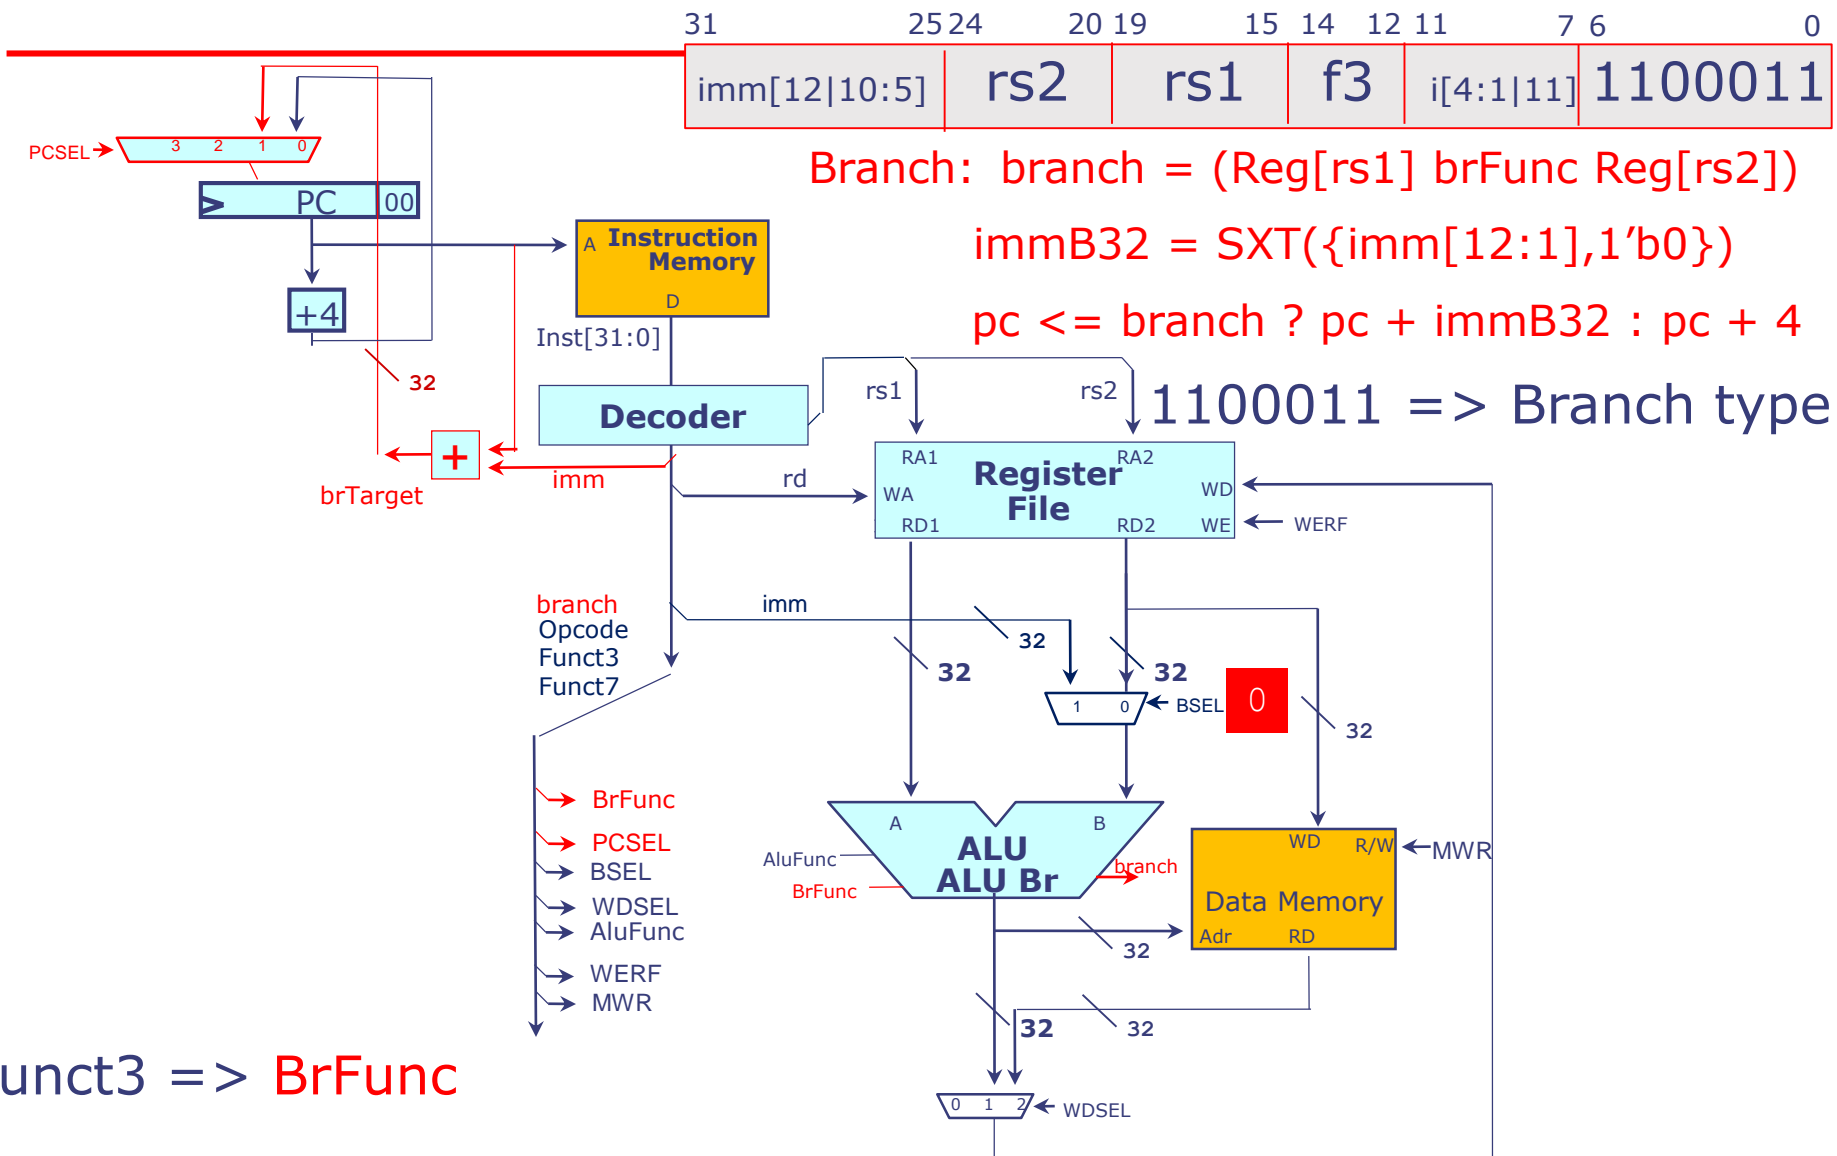 31 25 24 20 19 15 14 12 11 7 6 0
imm[12|10:5] rs2 rs1 f3 i[4:1|11] 1100011
PCSEL 3 2 1 0
Branch: branch = (Reg[rs1] brFunc Reg[rs2])
PC 00
A Instruction
Memory
D
immB32 = SXT({imm[12:1],1’b0})
+4
Inst[31:0]
pc <= branch ? pc + immB32 : pc + 4
32
Decoder
rs1
rs2
1100011 => Branch type
+
brTarget
imm
rd
RA1 RA2
Register
File
WA WD
RD1 RD2 WE
WERF
branch
Opcode
Funct3
Funct7
imm
32
32
32
1 0
BSEL 0
32
BrFunc
PCSEL
BSEL
WDSEL
AluFunc
WERF
MWR
A B
ALU
ALU Br
AluFunc
BrFunc
branch
WD R/W
MWR
Data Memory
Adr RD
32
32
32
unct3 => BrFunc
0 1 2
WDSEL